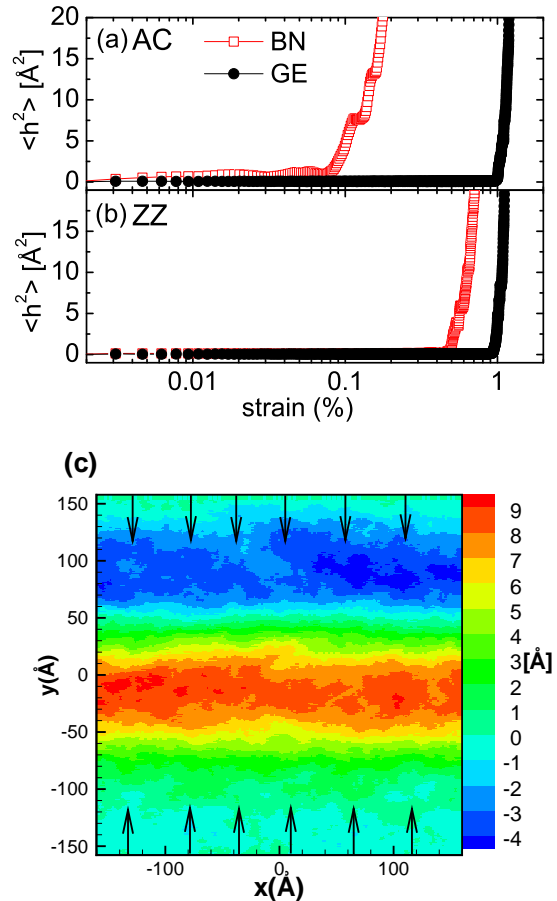 (a) AC
BN
GE
<h²> [Å²]
20
15
10
5
0
(b) ZZ
<h²> [Å²]
15
10
5
0
0.01 0.1 1
strain (%)
(c)
y(Å)
150
100
50
0
-50
-100
-150
-100 0 100
x(Å)
[Å]
9
8
7
6
5
4
3
2
1
0
-1
-2
-3
-4